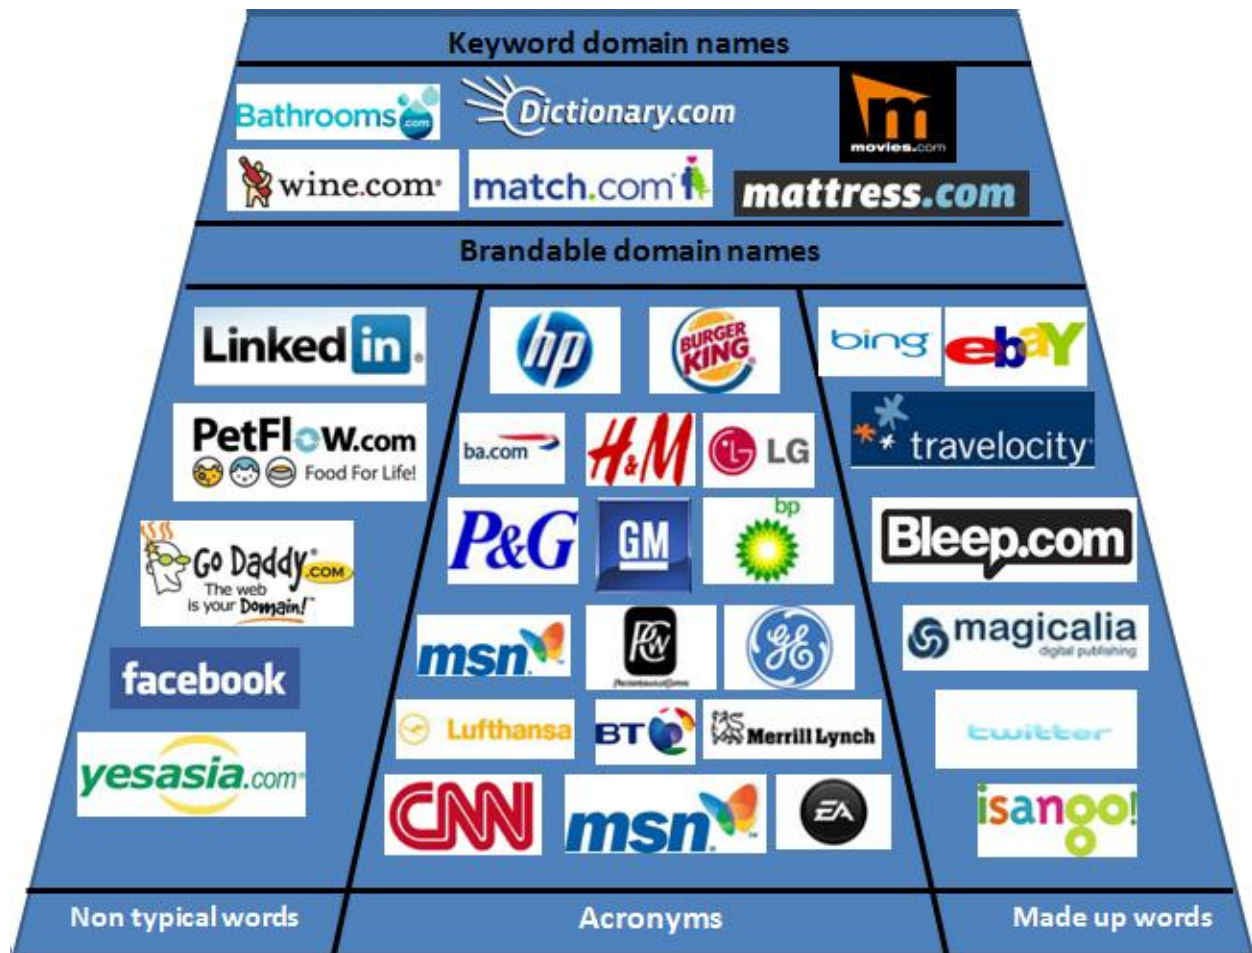 Keyword domain names
Bathrooms.com
Dictionary.com
m
movies.com
wine.com
match.com
mattress.com
Brandable domain names
Linked in
hp
BURGER KING
bing
ebaY
PetFlow.com
Food For Life!
ba.com
H&M
LG
travelocity
P&G
GM
bp
Bleep.com
Go Daddy.COM
The web
is your Domain!
msn
PCW
GE
magicalia
digital publishing
facebook
Lufthansa
BT
Merrill Lynch
twitter
yesasia.com
CNN
msn
EA
isango!
Non typical words
Acronyms
Made up words